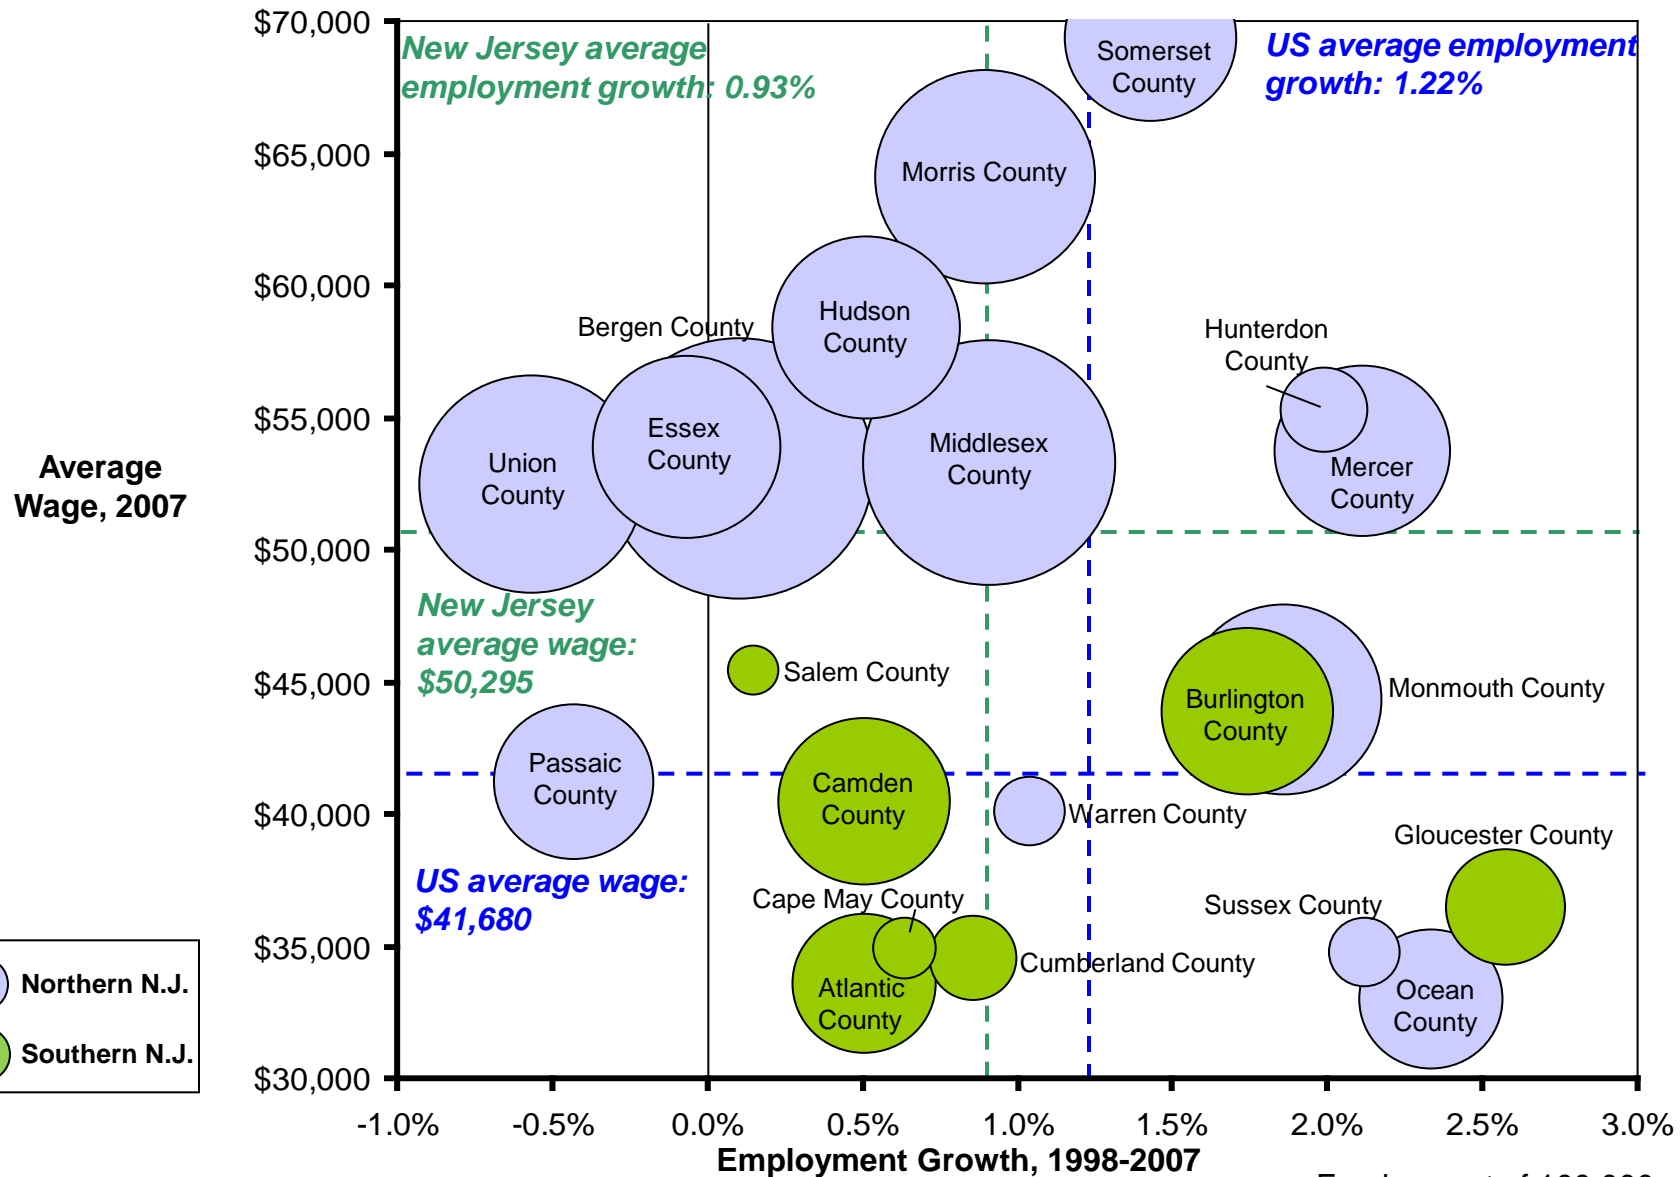 $70,000
$65,000
$60,000
$55,000
$50,000
$45,000
$40,000
$35,000
$30,000
Average
Wage, 2007
New Jersey average
employment growth: 0.93%
US average employment
growth: 1.22%
Somerset
County
Morris County
Hudson
County
Bergen County
Hunterdon
County
Essex
County
Union
County
Middlesex
County
Mercer
County
New Jersey
average wage:
$50,295
Salem County
Burlington
County
Monmouth County
Passaic
County
Camden
County
Warren County
Gloucester County
US average wage:
$41,680
Cape May County
Sussex County
Cumberland County
Atlantic
County
Ocean
County
Northern N.J.
Southern N.J.
-1.0%
-0.5%
0.0%
0.5%
1.0%
1.5%
2.0%
2.5%
3.0%
Employment Growth, 1998-2007